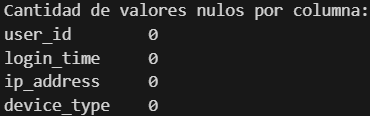 Cantidad de valores nulos por columna:
user_id 0
login_time 0
ip_address 0
device_type 0